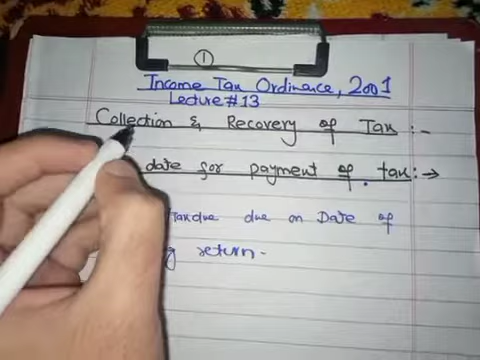 ①
Income Tax Ordinance, 2001
Lecture #13
Collection & Recovery of Tax :-
date for payment of tax :→
Tax due due on Date of
return.